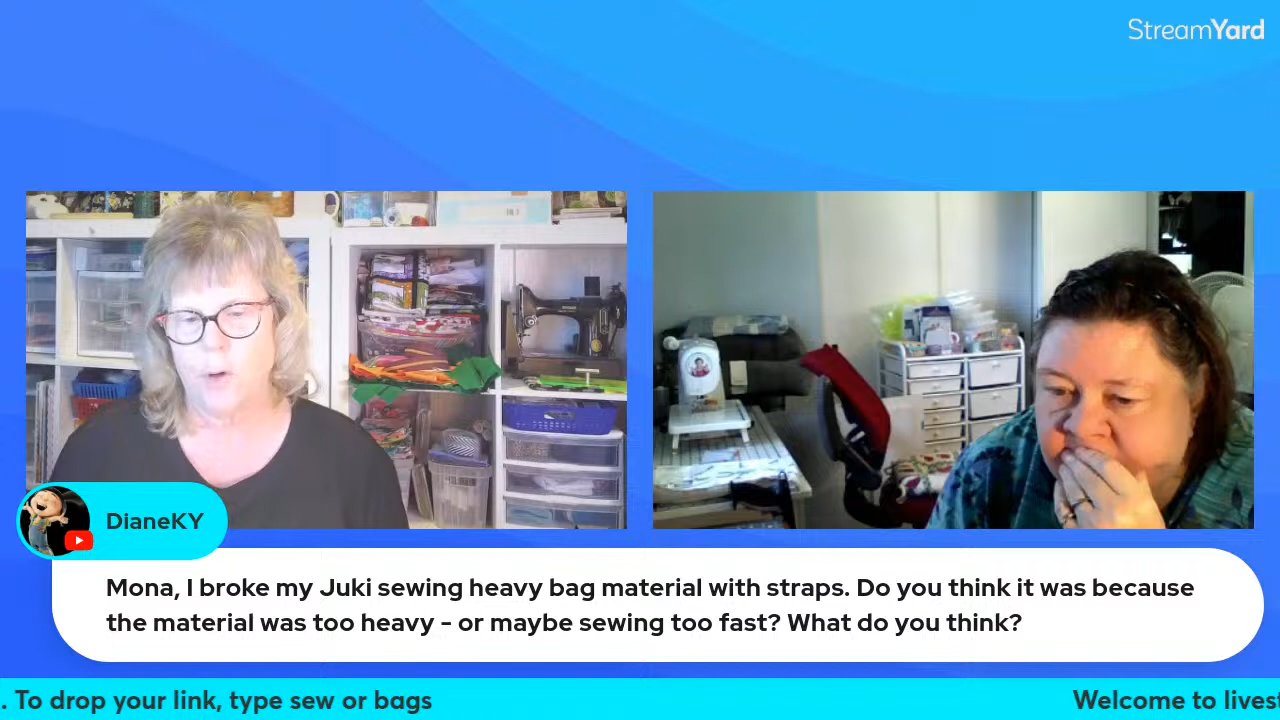 StreamYard
DianeKY
Mona, I broke my Juki sewing heavy bag material with straps. Do you think it was because
the material was too heavy - or maybe sewing too fast? What do you think?
. To drop your link, type sew or bags
Welcome to livest